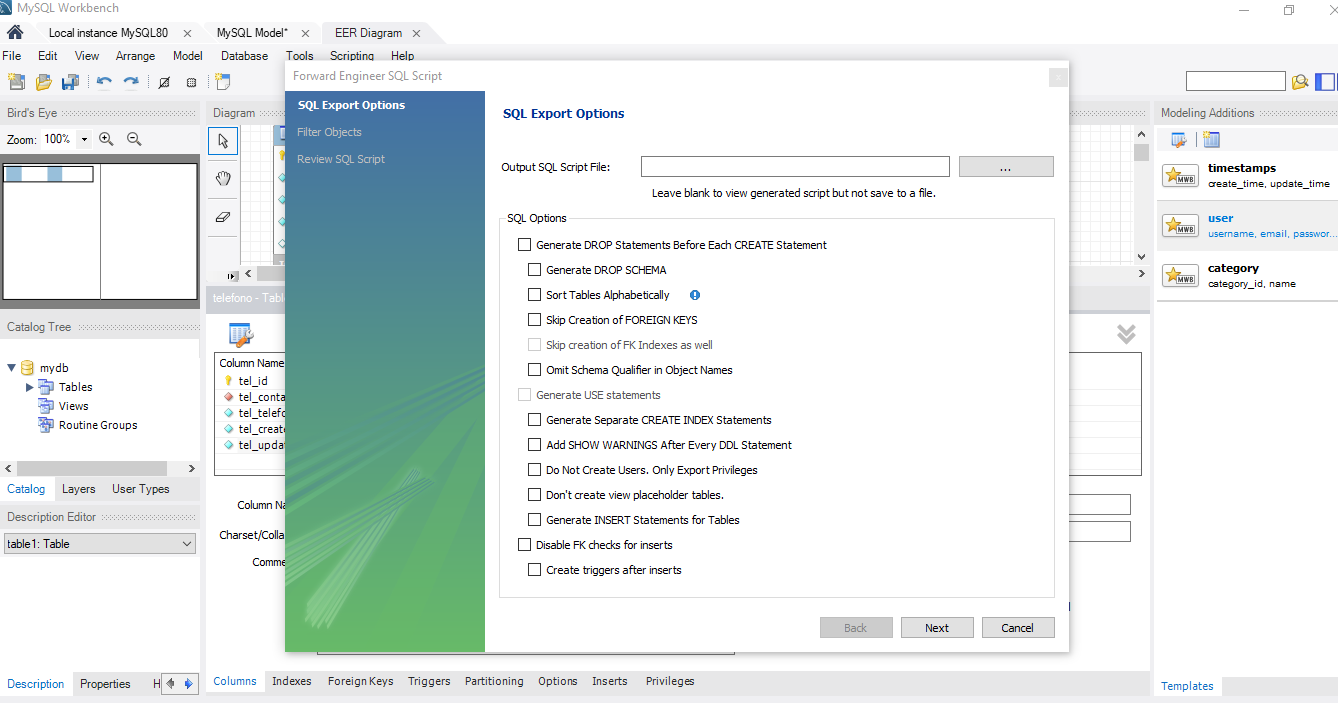 MySQL Workbench
Local instance MySQL80
MySQL Model*
EER Diagram
File Edit View Arrange Model Database Tools Scripting Help
Forward Engineer SQL Script
Bird's Eye
Zoom: 100%
Diagram
Modeling Additions
SQL Export Options
Filter Objects
Review SQL Script
SQL Export Options
Output SQL Script File:
...
Leave blank to view generated script but not save to a file.
SQL Options
Generate DROP Statements Before Each CREATE Statement
Generate DROP SCHEMA
Sort Tables Alphabetically
Skip Creation of FOREIGN KEYS
Skip creation of FK Indexes as well
Omit Schema Qualifier in Object Names
Generate USE statements
Generate Separate CREATE INDEX Statements
Add SHOW WARNINGS After Every DDL Statement
Do Not Create Users. Only Export Privileges
Don't create view placeholder tables.
Generate INSERT Statements for Tables
Disable FK checks for inserts
Create triggers after inserts
Back
Next
Cancel
MWB
timestamps
create_time, update_time
MWB
user
username, email, passwor...
MWB
category
category_id, name
telefono - Tabl
Catalog Tree
mydb
Tables
Views
Routine Groups
Catalog Layers User Types
Description Editor
table1: Table
Column Name
tel_id
tel_conta
tel_telefo
tel_create
tel_updat
Column Na
Charset/Colla
Comme
Description Properties H
Columns Indexes Foreign Keys Triggers Partitioning Options Inserts Privileges
Templates